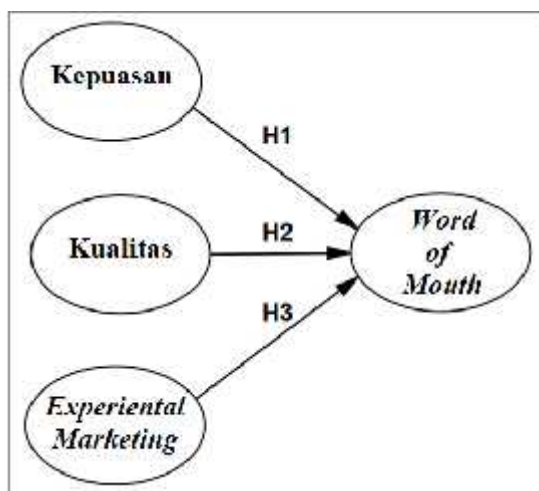 Kepuasan
H1
Kualitas
H2
Word
of
Mouth
H3
Experiental
Marketing